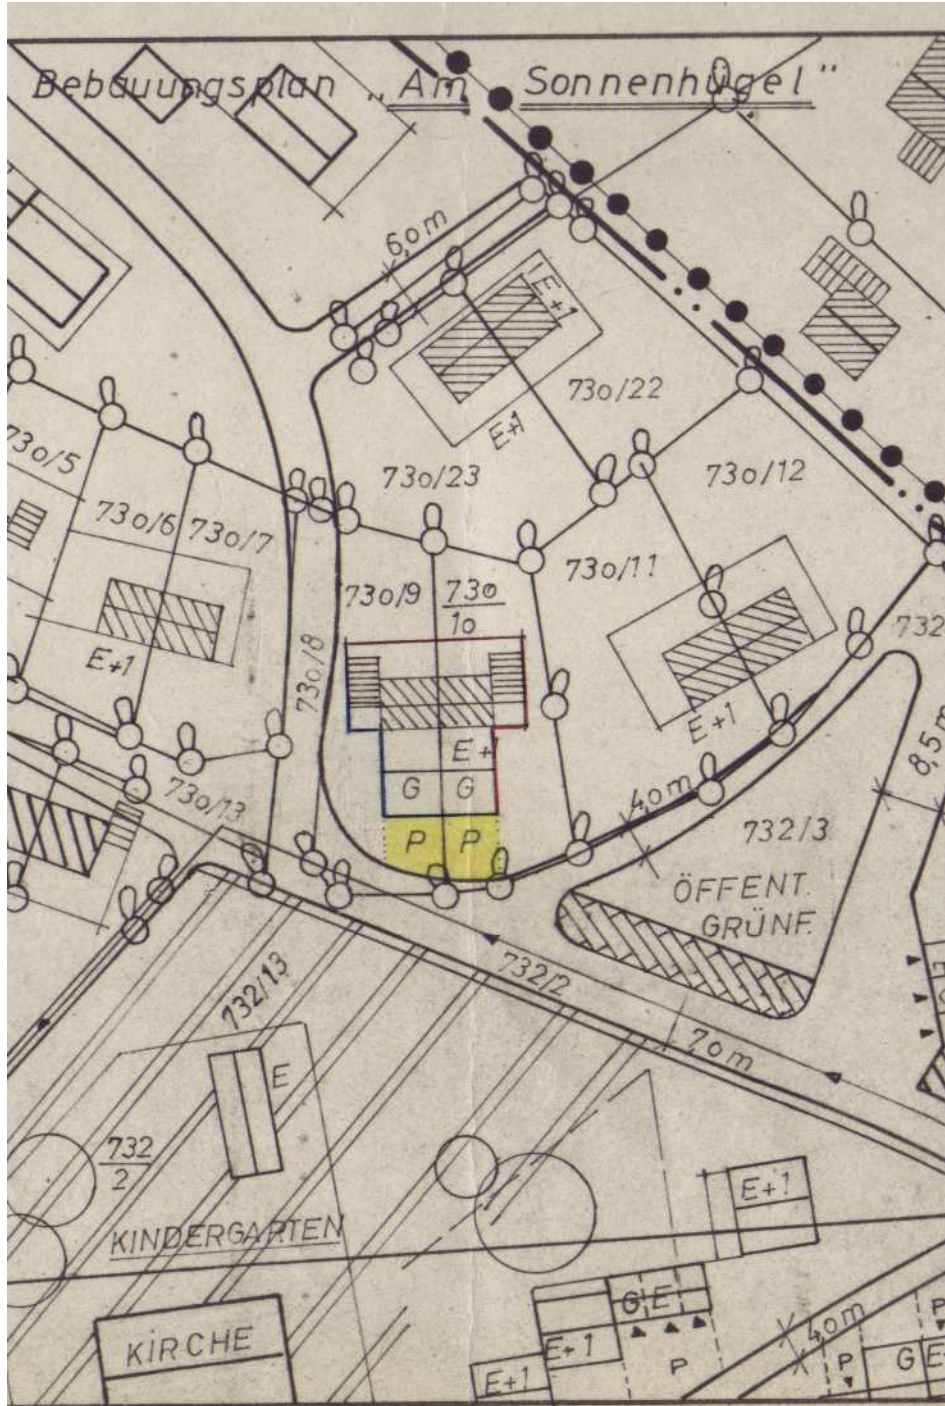 Bebauungsplan „Am Sonnenhügel"
6,0m
E+1
E+1
730/22
730/23
730/12
730/5
730/6
730/7
730/11
730/9
730
10
732
E+1
730/8
E+1
E+1
8,5m
G G
4,0m
730/13
732/3
P P
ÖFFENT.
GRÜNF.
732/13
732/2
7,0m
E
732
2
E+1
KINDERGARTEN
G E
4,0m
P
KIRCHE
E+1
P
P
G
E
E+1